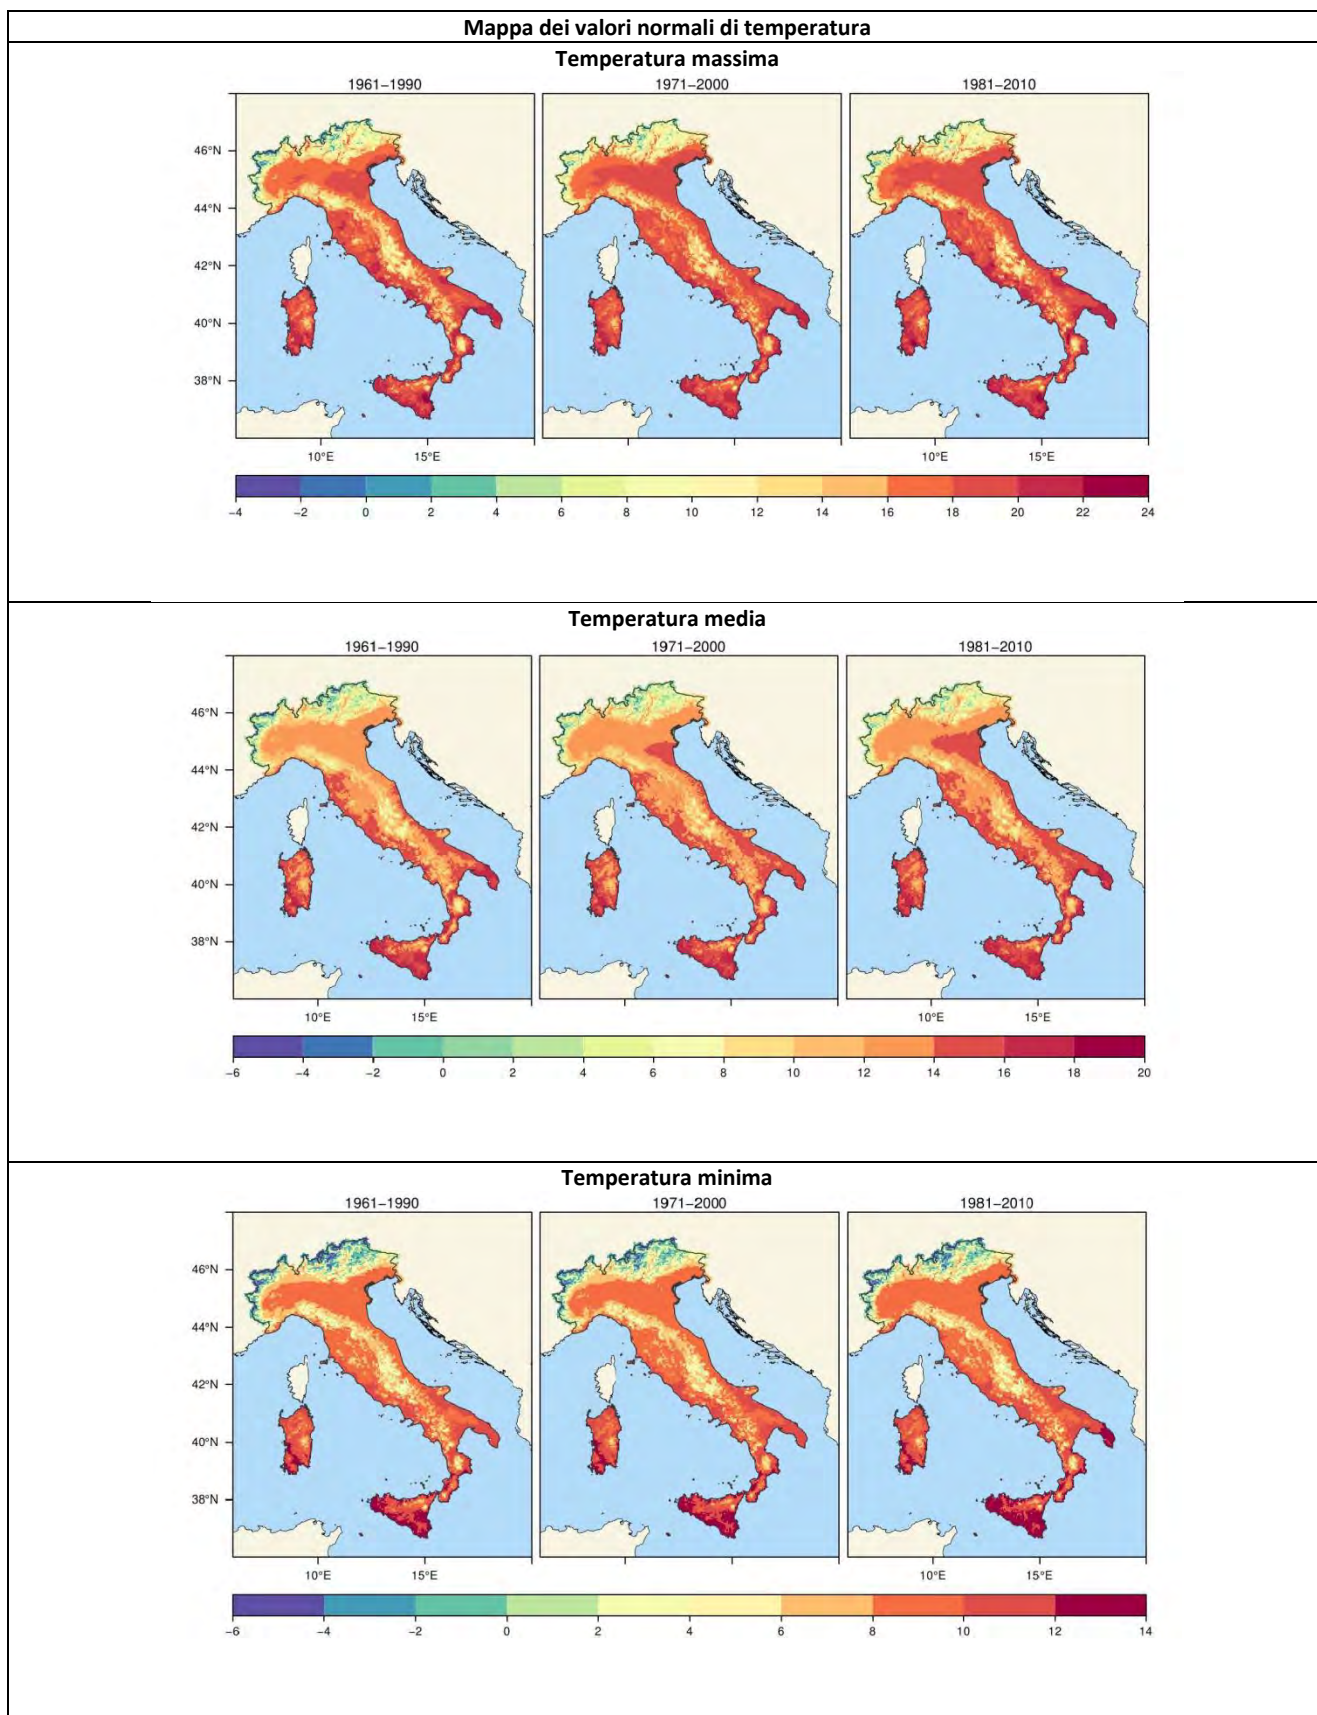 Mappa dei valori normali di temperatura
Temperatura massima
1961−1990 1971−2000 1981−2010
46°N
44°N
42°N
40°N
38°N
10°E 15°E 10°E 15°E
−4 −2 0 2 4 6 8 10 12 14 16 18 20 22 24
Temperatura media
1961−1990 1971−2000 1981−2010
46°N
44°N
42°N
40°N
38°N
10°E 15°E 10°E 15°E
−6 −4 −2 0 2 4 6 8 10 12 14 16 18 20
Temperatura minima
1961−1990 1971−2000 1981−2010
46°N
44°N
42°N
40°N
38°N
10°E 15°E 10°E 15°E
−6 −4 −2 0 2 4 6 8 10 12 14